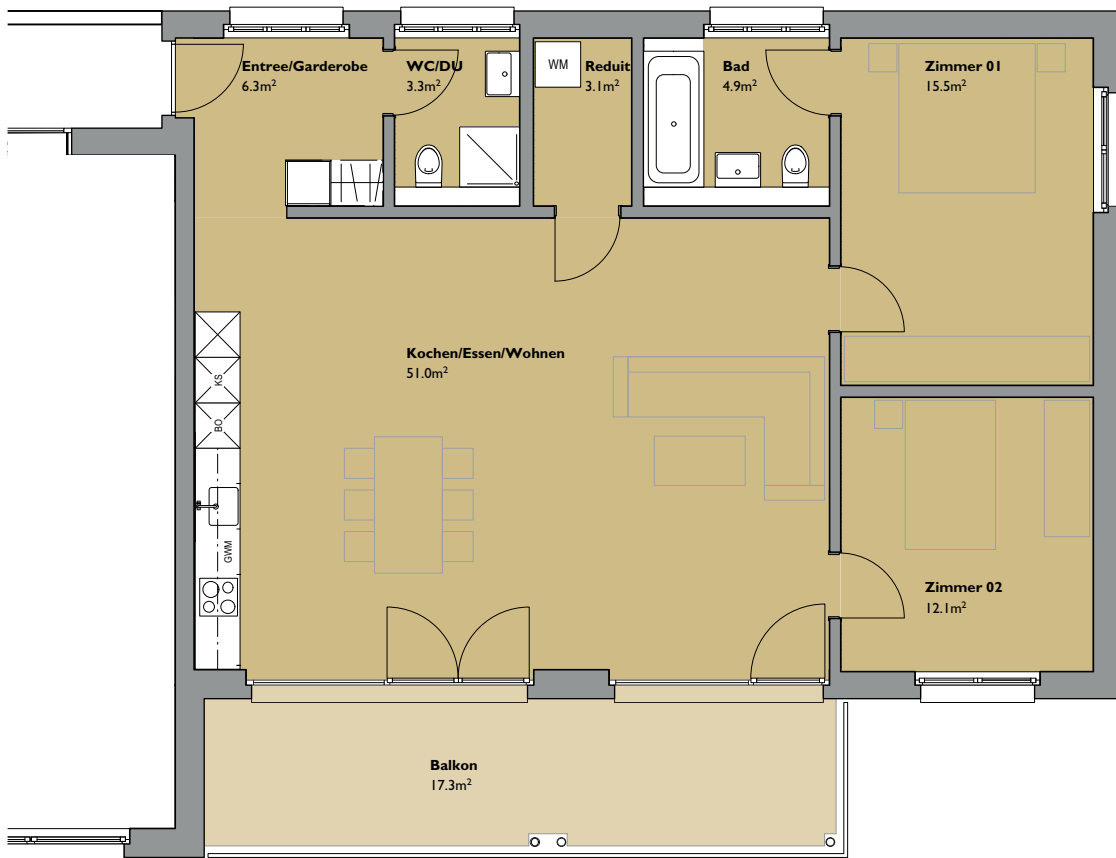 Entree/Garderobe
6.3m²
WC/DU
3.3m²
WM
Reduit
3.1m²
Bad
4.9m²
Zimmer 01
15.5m²
Kochen/Essen/Wohnen
51.0m²
KS
BO
GWM
Zimmer 02
12.1m²
Balkon
17.3m²